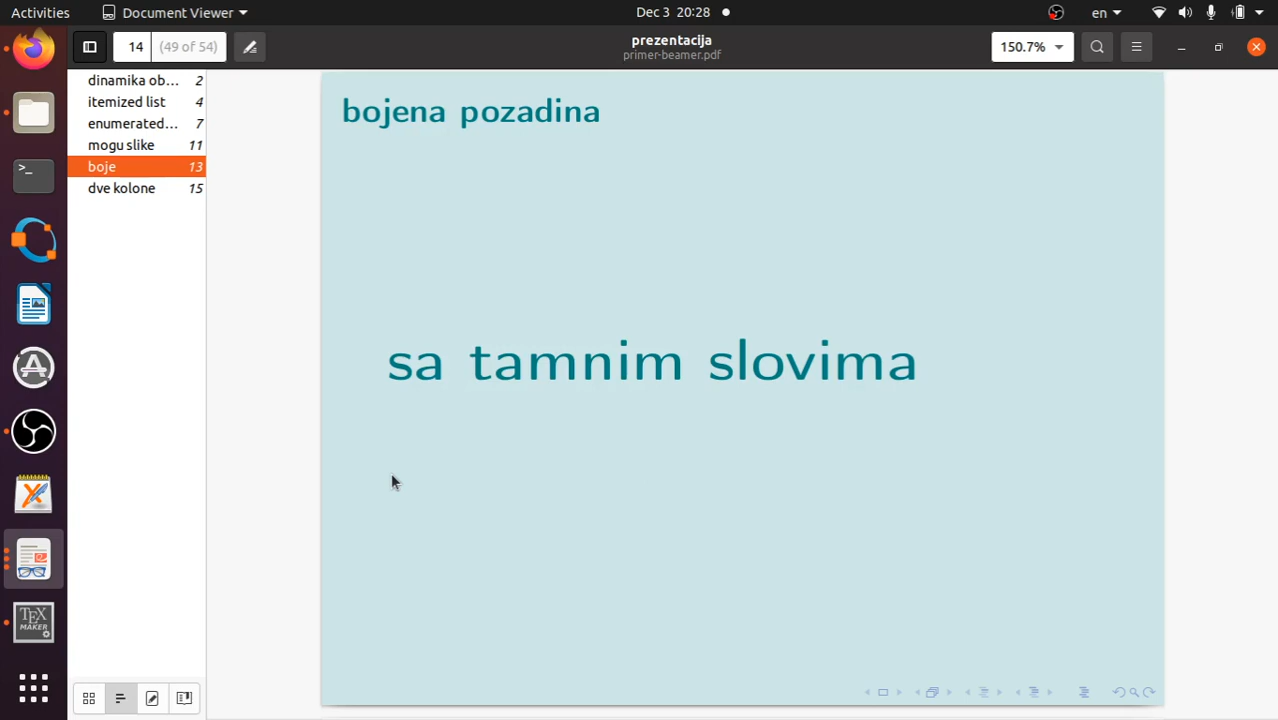 Activities
Document Viewer
Dec 3 20:28
en
14
(49 of 54)
prezentacija
primer-beamer.pdf
150.7%
dinamika ob... 2
itemized list 4
enumerated... 7
mogu slike 11
boje 13
dve kolone 15
bojena pozadina
sa tamnim slovima
>_
A
TEX
MAKER